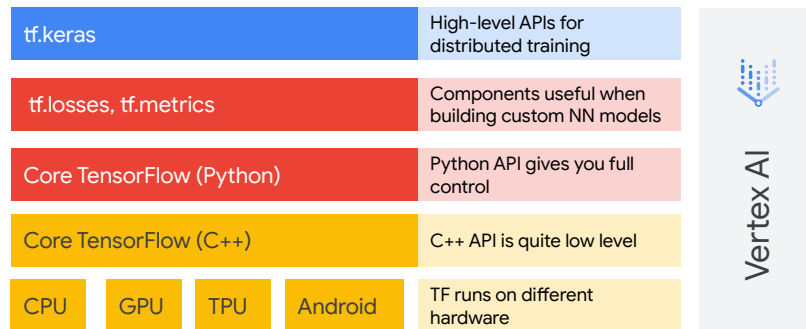 tf.keras
High-level APIs for
distributed training
tf.losses, tf.metrics
Components useful when
building custom NN models
Core TensorFlow (Python)
Python API gives you full
control
Core TensorFlow (C++)
C++ API is quite low level
CPU
GPU
TPU
Android
TF runs on different
hardware
Vertex AI